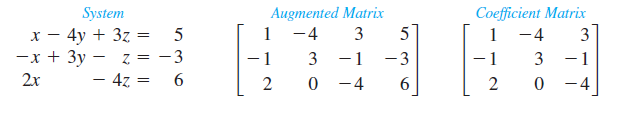 System Augmented Matrix Coefficient Matrix
x − 4y + 3z = 5 [ 1 −4 3 5 ] [ 1 −4 3 ]
−x + 3y − z = −3 [ −1 3 −1 −3 ] [ −1 3 −1 ]
2x − 4z = 6 [ 2 0 −4 6 ] [ 2 0 −4 ]